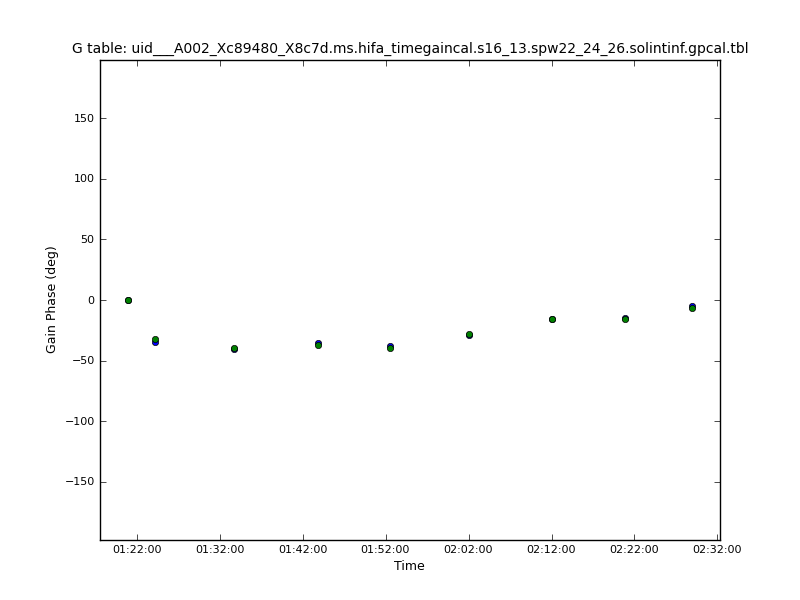 G table: uid___A002_Xc89480_X8c7d.ms.hifa_timegaincal.s16_13.spw22_24_26.solintinf.gpcal.tbl
150
100
50
0
−50
−100
−150
Gain Phase (deg)
01:22:00 01:32:00 01:42:00 01:52:00 02:02:00 02:12:00 02:22:00 02:32:00
Time